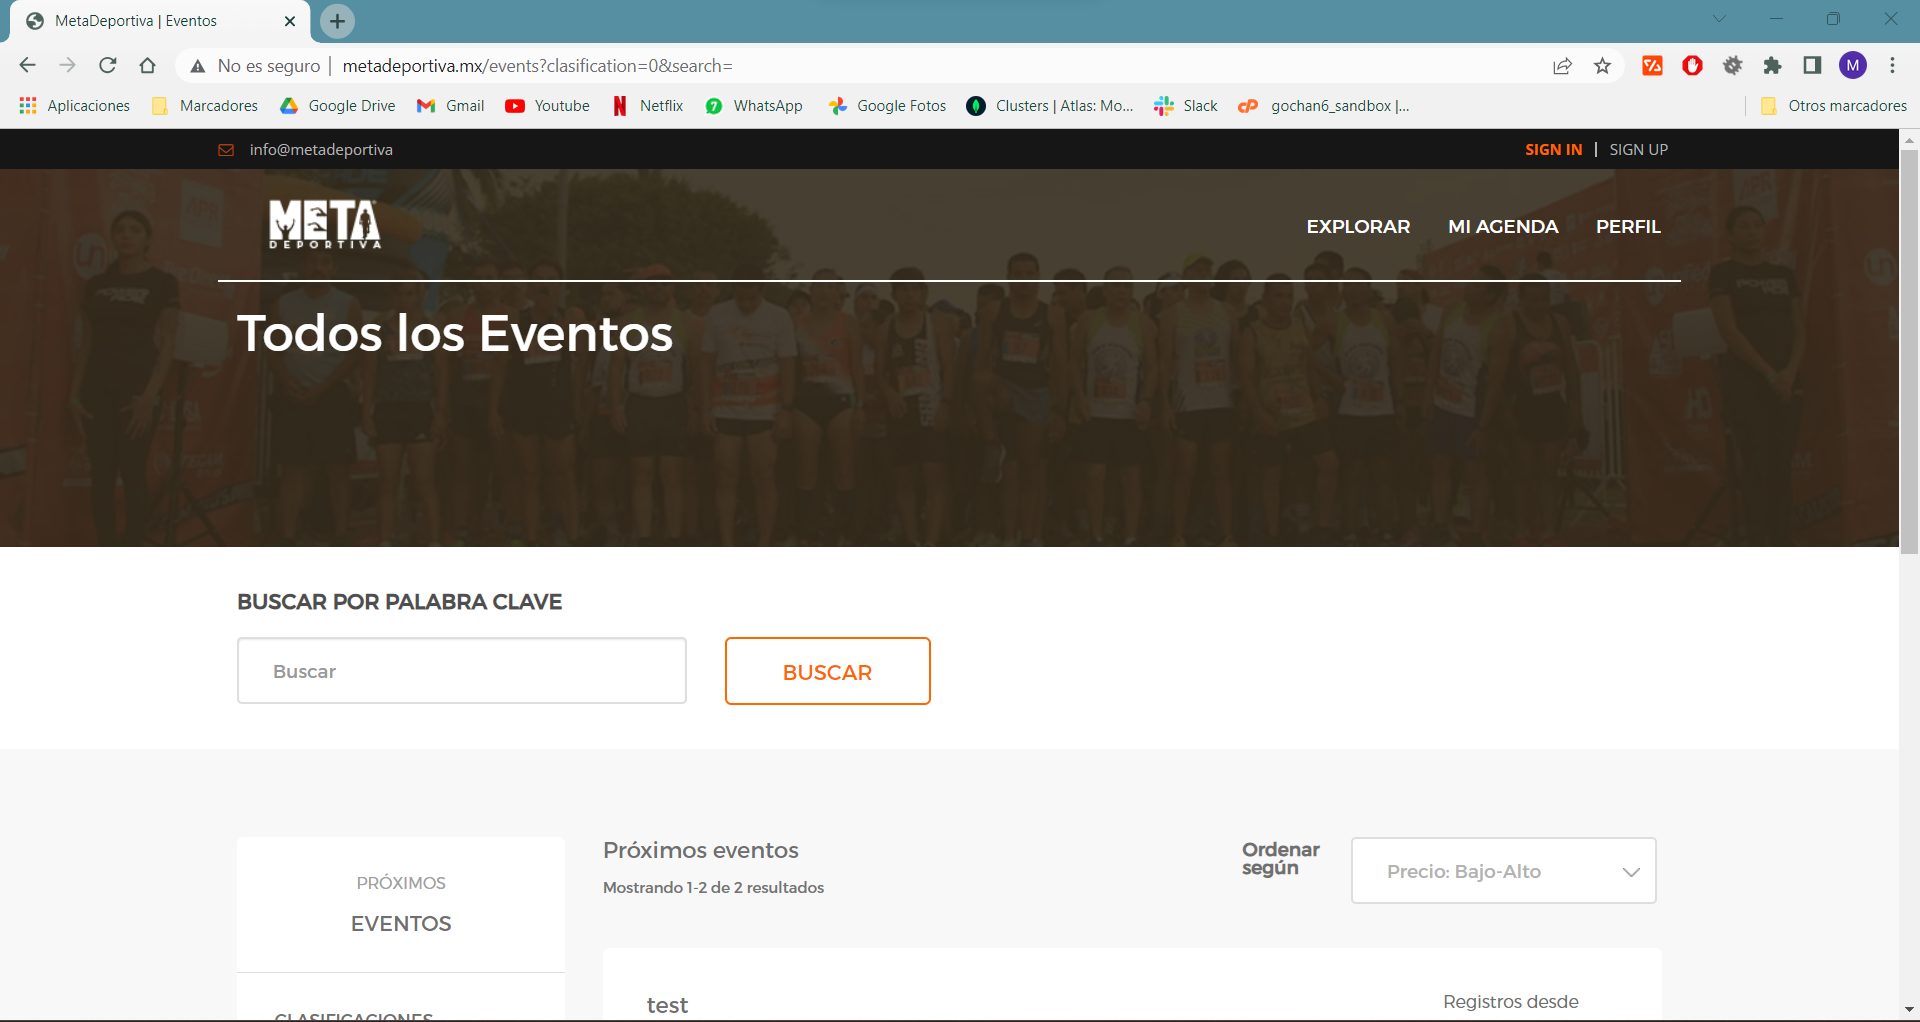 MetaDeportiva | Eventos
No es seguro | metadeportiva.mx/events?clasification=0&search=
M
Aplicaciones
Marcadores
Google Drive
Gmail
Youtube
Netflix
WhatsApp
Google Fotos
Clusters | Atlas: Mo...
Slack
gochan6_sandbox |...
Otros marcadores
info@metadeportiva
SIGN IN | SIGN UP
META
DEPORTIVA
EXPLORAR
MI AGENDA
PERFIL
Todos los Eventos
BUSCAR POR PALABRA CLAVE
Buscar
BUSCAR
PRÓXIMOS
EVENTOS
CLASIFICACIONES
Próximos eventos
Mostrando 1-2 de 2 resultados
Ordenar
según
Precio: Bajo-Alto
test
Registros desde